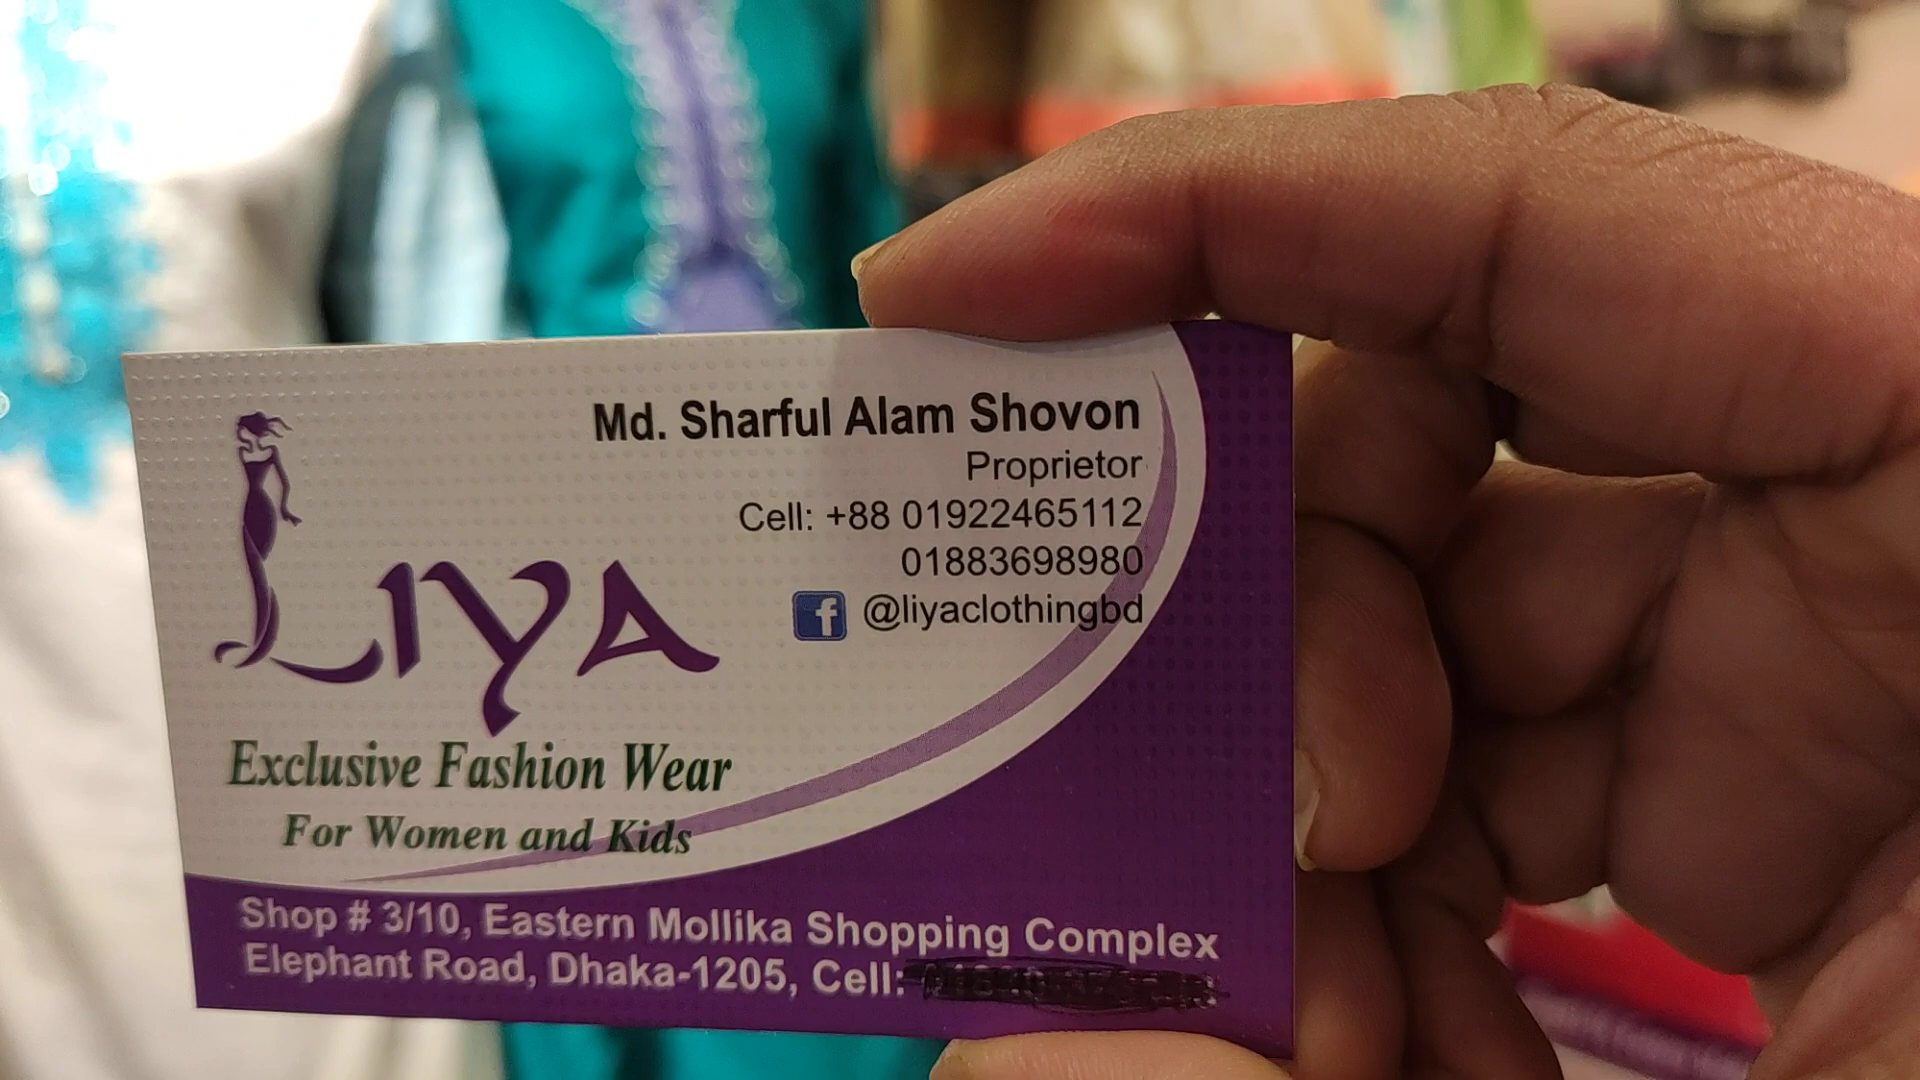 LIYA
Exclusive Fashion Wear
For Women and Kids
Md. Sharful Alam Shovon
Proprietor
Cell: +88 01922465112
01883698980
@liyaclothingbd
Shop # 3/10, Eastern Mollika Shopping Complex
Elephant Road, Dhaka-1205, Cell: